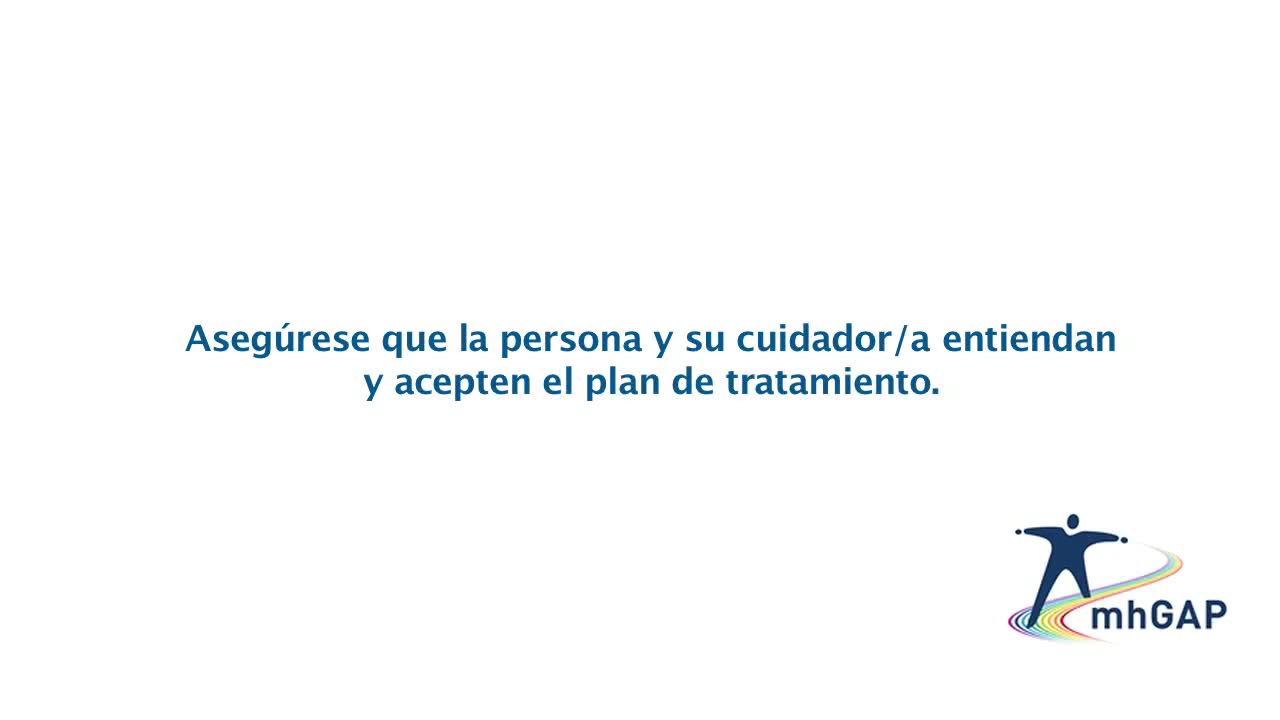 Asegúrese que la persona y su cuidador/a entiendan
y acepten el plan de tratamiento.
mhGAP